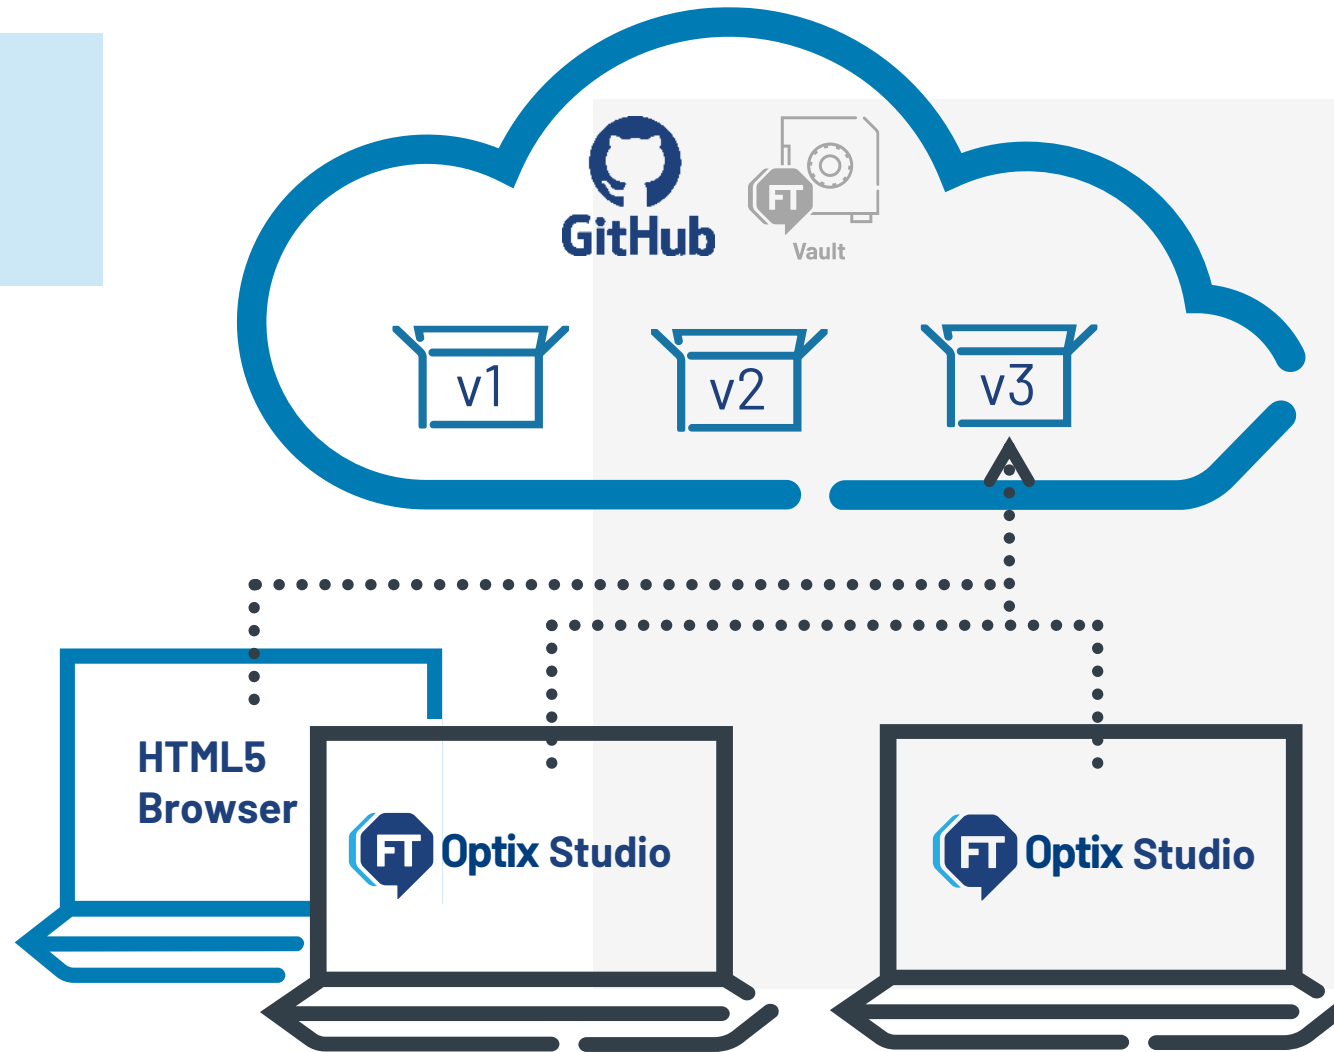 FT
GitHub
Vault
v1
v2
v3
HTML5
Browser
FT Optix Studio
FT Optix Studio